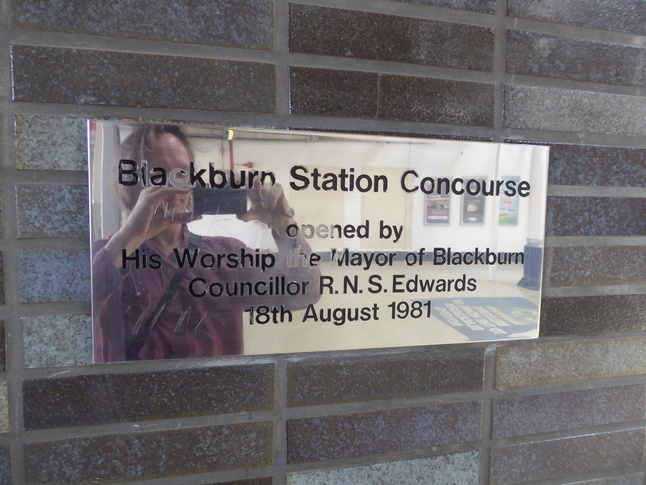 Blackburn Station Concourse
opened by
His Worship the Mayor of Blackburn
Councillor R.N.S. Edwards
18th August 1981